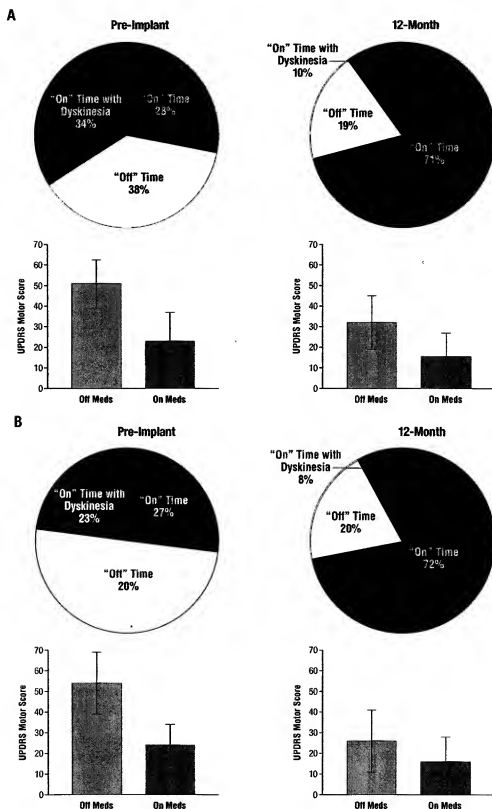 A
Pre-Implant
12-Month
"On" Time with
Dyskinesia
34%
"On" Time
28%
"Off" Time
38%
"On" Time with
Dyskinesia
10%
"Off" Time
19%
"On" Time
71%
UPDRS Motor Score
70
60
50
40
30
20
10
0
Off Meds
On Meds
UPDRS Motor Score
70
60
50
40
30
20
10
0
Off Meds
On Meds
B
Pre-Implant
12-Month
"On" Time with
Dyskinesia
23%
"On" Time
27%
"Off" Time
20%
"On" Time with
Dyskinesia
8%
"Off" Time
20%
"On" Time
72%
UPDRS Motor Score
70
60
50
40
30
20
10
0
Off Meds
On Meds
UPDRS Motor Score
70
60
50
40
30
20
10
0
Off Meds
On Meds